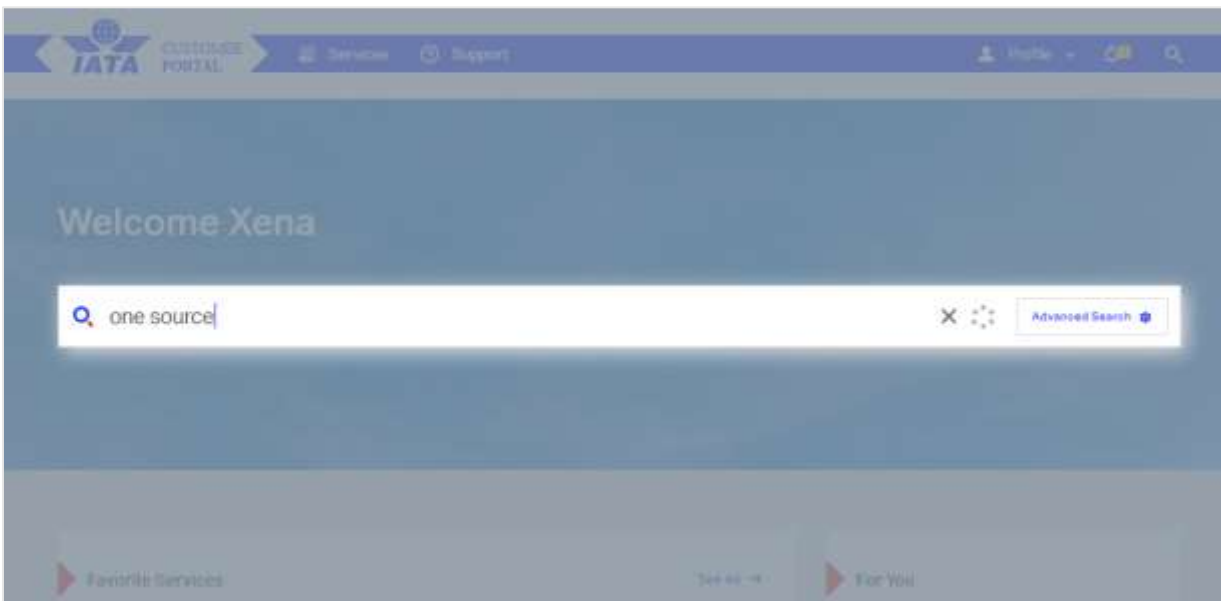 IATA CUSTOMER
PORTAL
Services
Support
Profile
Welcome Xena
one source
Advanced Search
Favorite Services
See All
For You